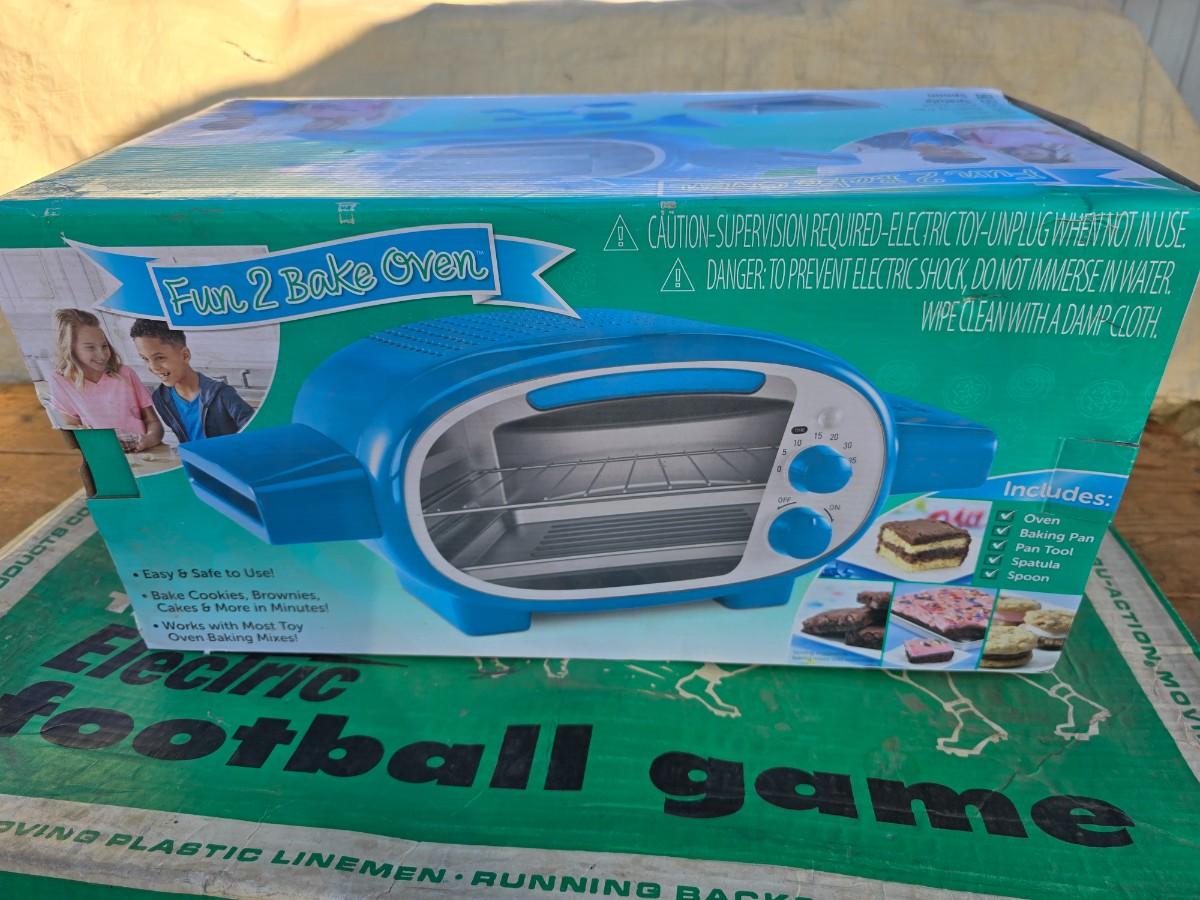 Fun 2 Bake Oven™
CAUTION-SUPERVISION REQUIRED-ELECTRIC TOY-UNPLUG WHEN NOT IN USE.
DANGER: TO PREVENT ELECTRIC SHOCK, DO NOT IMMERSE IN WATER.
WIPE CLEAN WITH A DAMP CLOTH.
0 5 10 15 20 30 35
OFF ON
Includes:
Oven
Baking Pan
Pan Tool
Spatula
Spoon
• Easy & Safe to Use!
• Bake Cookies, Brownies,
Cakes & More in Minutes!
• Works with Most Toy
Oven Baking Mixes!
Electric
football game
MOVING PLASTIC LINEMEN • RUNNING BACKS